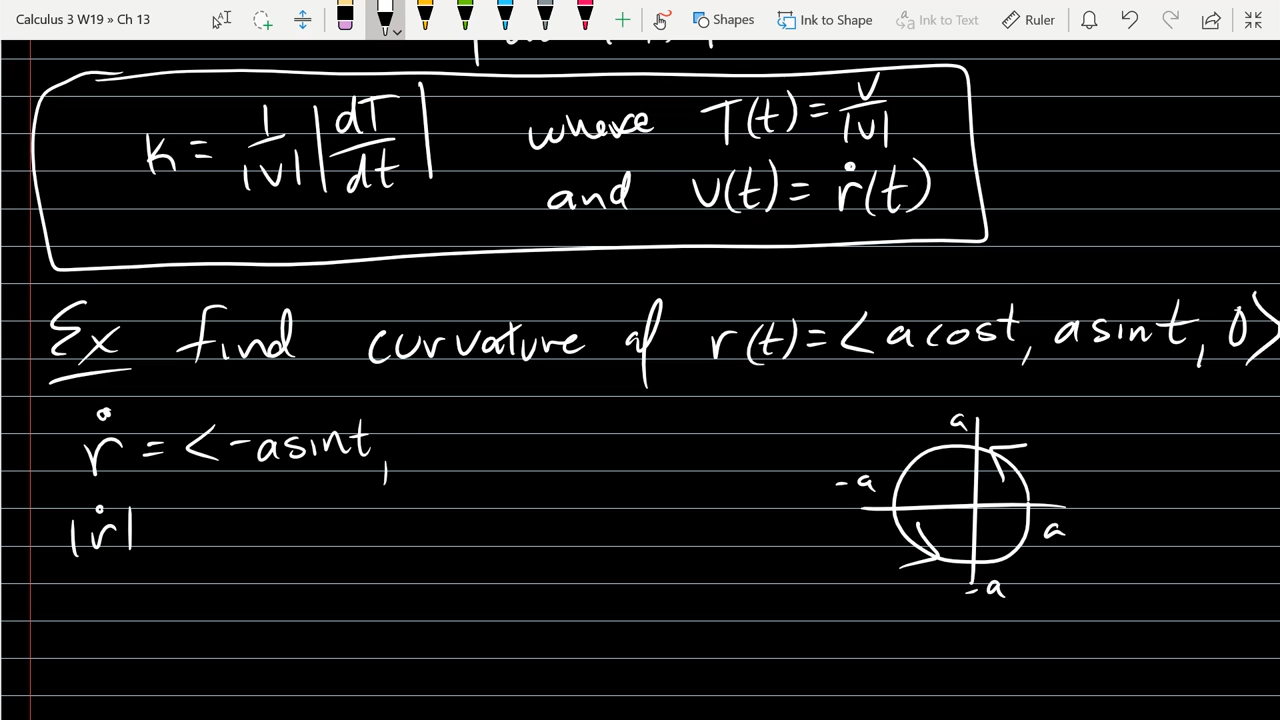 Calculus 3 W19 » Ch 13
Shapes
Ink to Shape
Ink to Text
Ruler
K = 1/|v| |dT/dt| where T(t) = v/|v|
and v(t) = ṙ(t)
Ex find curvature of r(t) = < a cos t, a sin t, 0 >
ṙ = < -a sin t,
|ṙ|
a
-a
a
-a